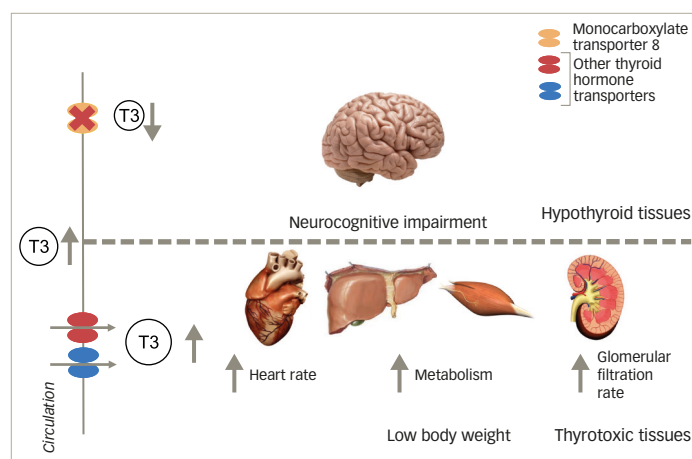 Monocarboxylate
transporter 8
Other thyroid
hormone
transporters
T3
Neurocognitive impairment
Hypothyroid tissues
T3
T3
Heart rate
Metabolism
Glomerular
filtration
rate
Circulation
Low body weight
Thyrotoxic tissues